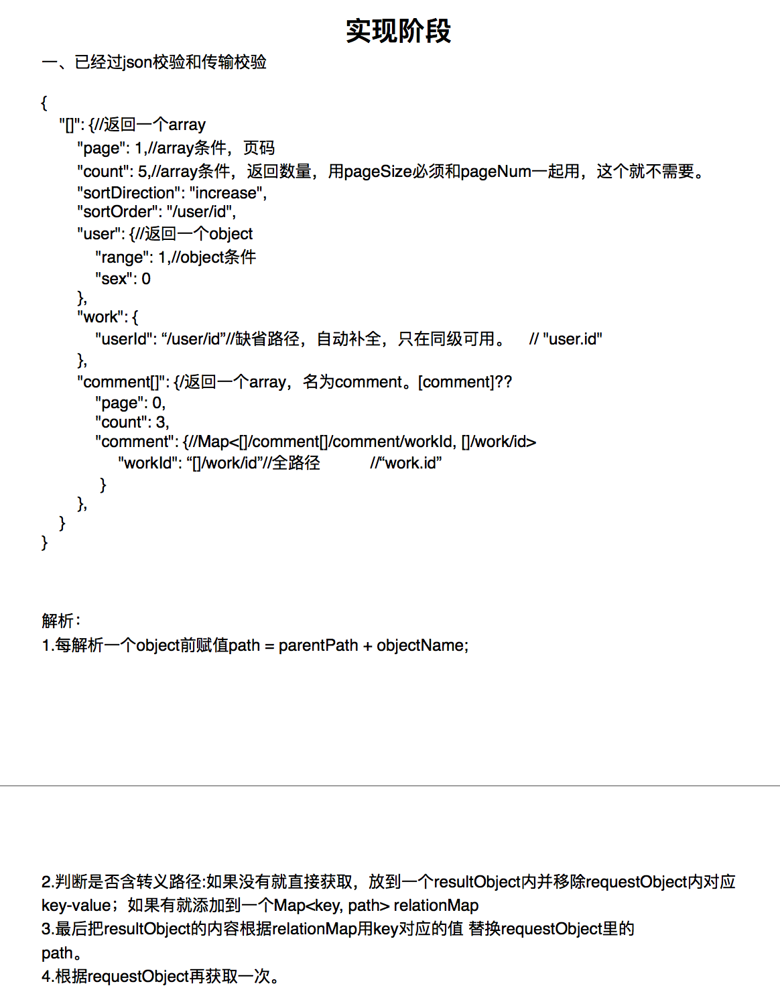 实现阶段
一、已经过json校验和传输校验
{
"[]": {//返回一个array
"page": 1,//array条件，页码
"count": 5,//array条件，返回数量，用pageSize必须和pageNum一起用，这个就不需要。
"sortDirection": "increase",
"sortOrder": "/user/id",
"user": {//返回一个object
"range": 1,//object条件
"sex": 0
},
"work": {
"userId": “/user/id”//缺省路径，自动补全，只在同级可用。 // "user.id"
},
"comment[]": {/返回一个array，名为comment。[comment]??
"page": 0,
"count": 3,
"comment": {//Map<[]/comment[]/comment/workId, []/work/id>
"workId": “[]/work/id”//全路径 //“work.id”
}
},
}
}
解析：
1.每解析一个object前赋值path = parentPath + objectName;
2.判断是否含转义路径:如果没有就直接获取，放到一个resultObject内并移除requestObject内对应
key-value；如果有就添加到一个Map<key, path> relationMap
3.最后把resultObject的内容根据relationMap用key对应的值 替换requestObject里的
path。
4.根据requestObject再获取一次。